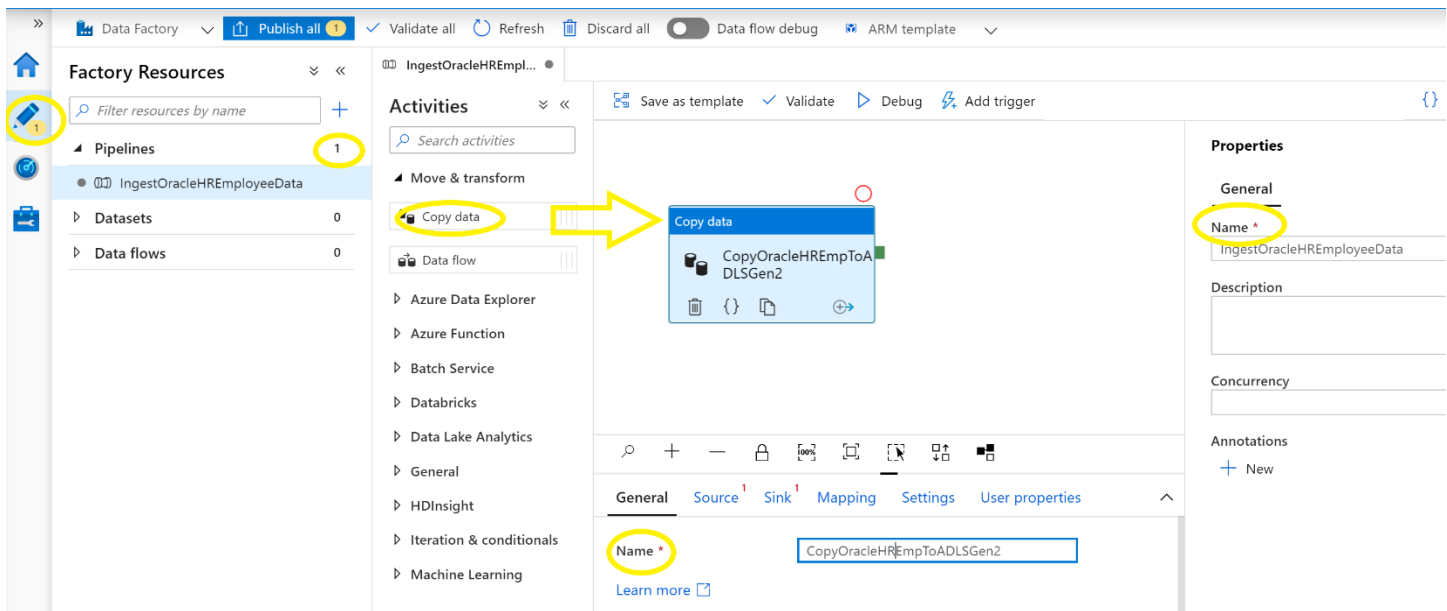 »
Data Factory
Publish all 1
Validate all
Refresh
Discard all
Data flow debug
ARM template
1
Factory Resources
Filter resources by name
Pipelines 1
IngestOracleHREmployeeData
Datasets 0
Data flows 0
IngestOracleHREmpl...
Activities
Search activities
Move & transform
Copy data
Data flow
Azure Data Explorer
Azure Function
Batch Service
Databricks
Data Lake Analytics
General
HDInsight
Iteration & conditionals
Machine Learning
Save as template
Validate
Debug
Add trigger
{}
Copy data
CopyOracleHREmpToA
DLSGen2
{}
100%
General Source 1 Sink 1 Mapping Settings User properties
Name * CopyOracleHREmpToADLSGen2
Learn more
Properties
General
Name *
IngestOracleHREmployeeData
Description
Concurrency
Annotations
+ New